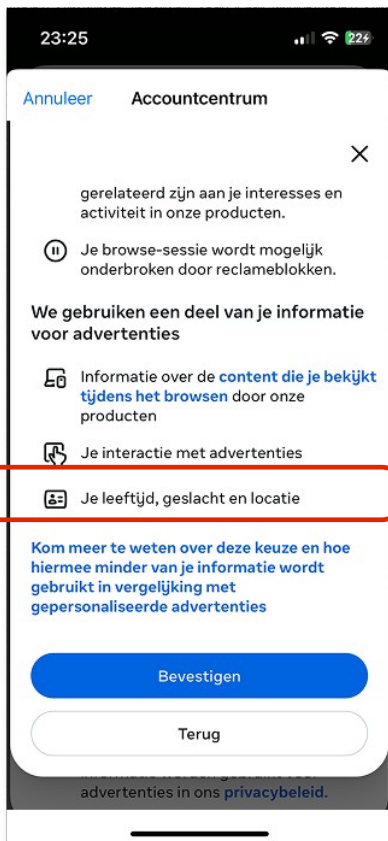 23:25
22
Annuleer Accountcentrum
gerelateerd zijn aan je interesses en
activiteit in onze producten.
Je browse-sessie wordt mogelijk
onderbroken door reclameblokken.
We gebruiken een deel van je informatie
voor advertenties
Informatie over de content die je bekijkt
tijdens het browsen door onze
producten
Je interactie met advertenties
Je leeftijd, geslacht en locatie
Kom meer te weten over deze keuze en hoe
hiermee minder van je informatie wordt
gebruikt in vergelijking met
gepersonaliseerde advertenties
Bevestigen
Terug
advertenties in ons privacybeleid.